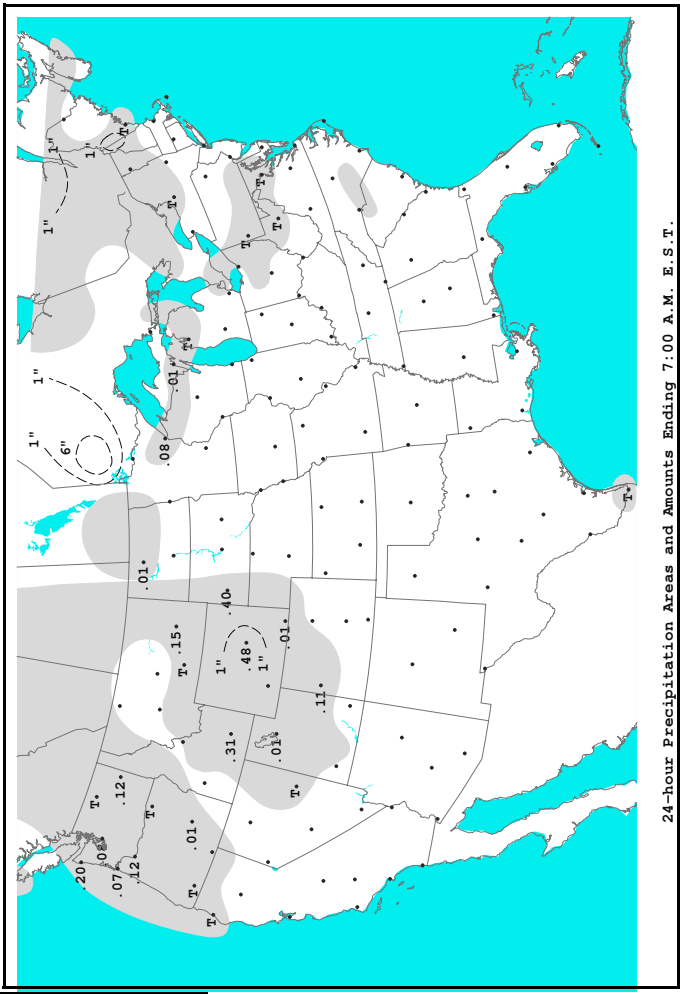 1"
1"
1"
1"
6"
.20
1"
T
.07
.12
T
.12
.01
T
.08
T
.01
.15
T
T
.01
T
T
1"
.40
.31
T
.48
T
1"
.01
T
.01
T
.11
T
24-hour Precipitation Areas and Amounts Ending 7:00 A.M. E.S.T.